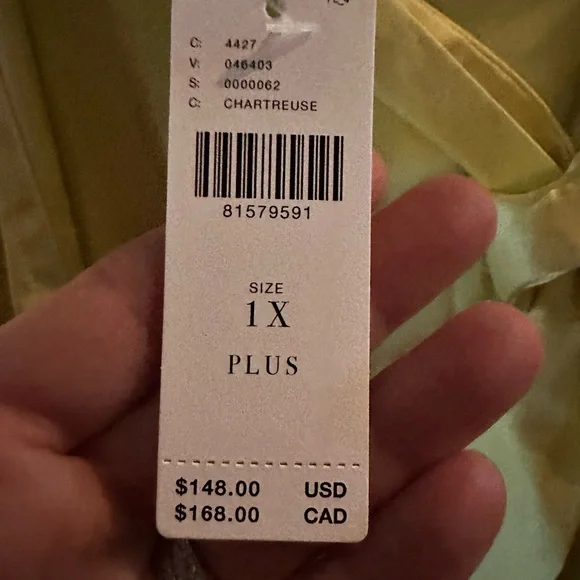 C: 4427
V: 046403
S: 0000062
C: CHARTREUSE
81579591
SIZE
1X
PLUS
$148.00 USD
$168.00 CAD